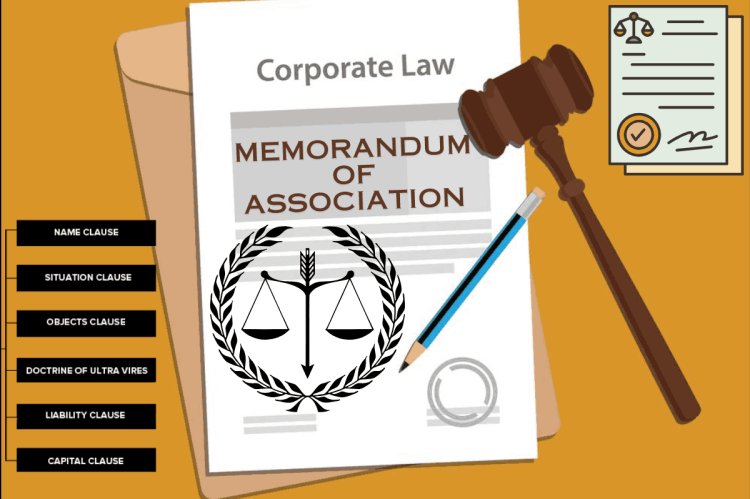 Corporate Law
MEMORANDUM
OF
ASSOCIATION
NAME CLAUSE
SITUATION CLAUSE
OBJECTS CLAUSE
DOCTRINE OF ULTRA VIRES
LIABILITY CLAUSE
CAPITAL CLAUSE